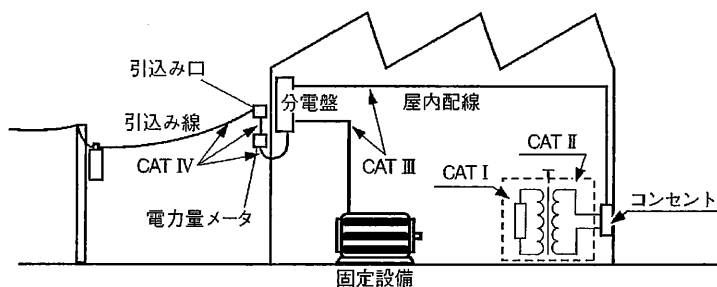 引込み口
分電盤
屋内配線
引込み線
CAT IV
CAT III
CAT I
CAT II
T
コンセント
電力量メータ
固定設備